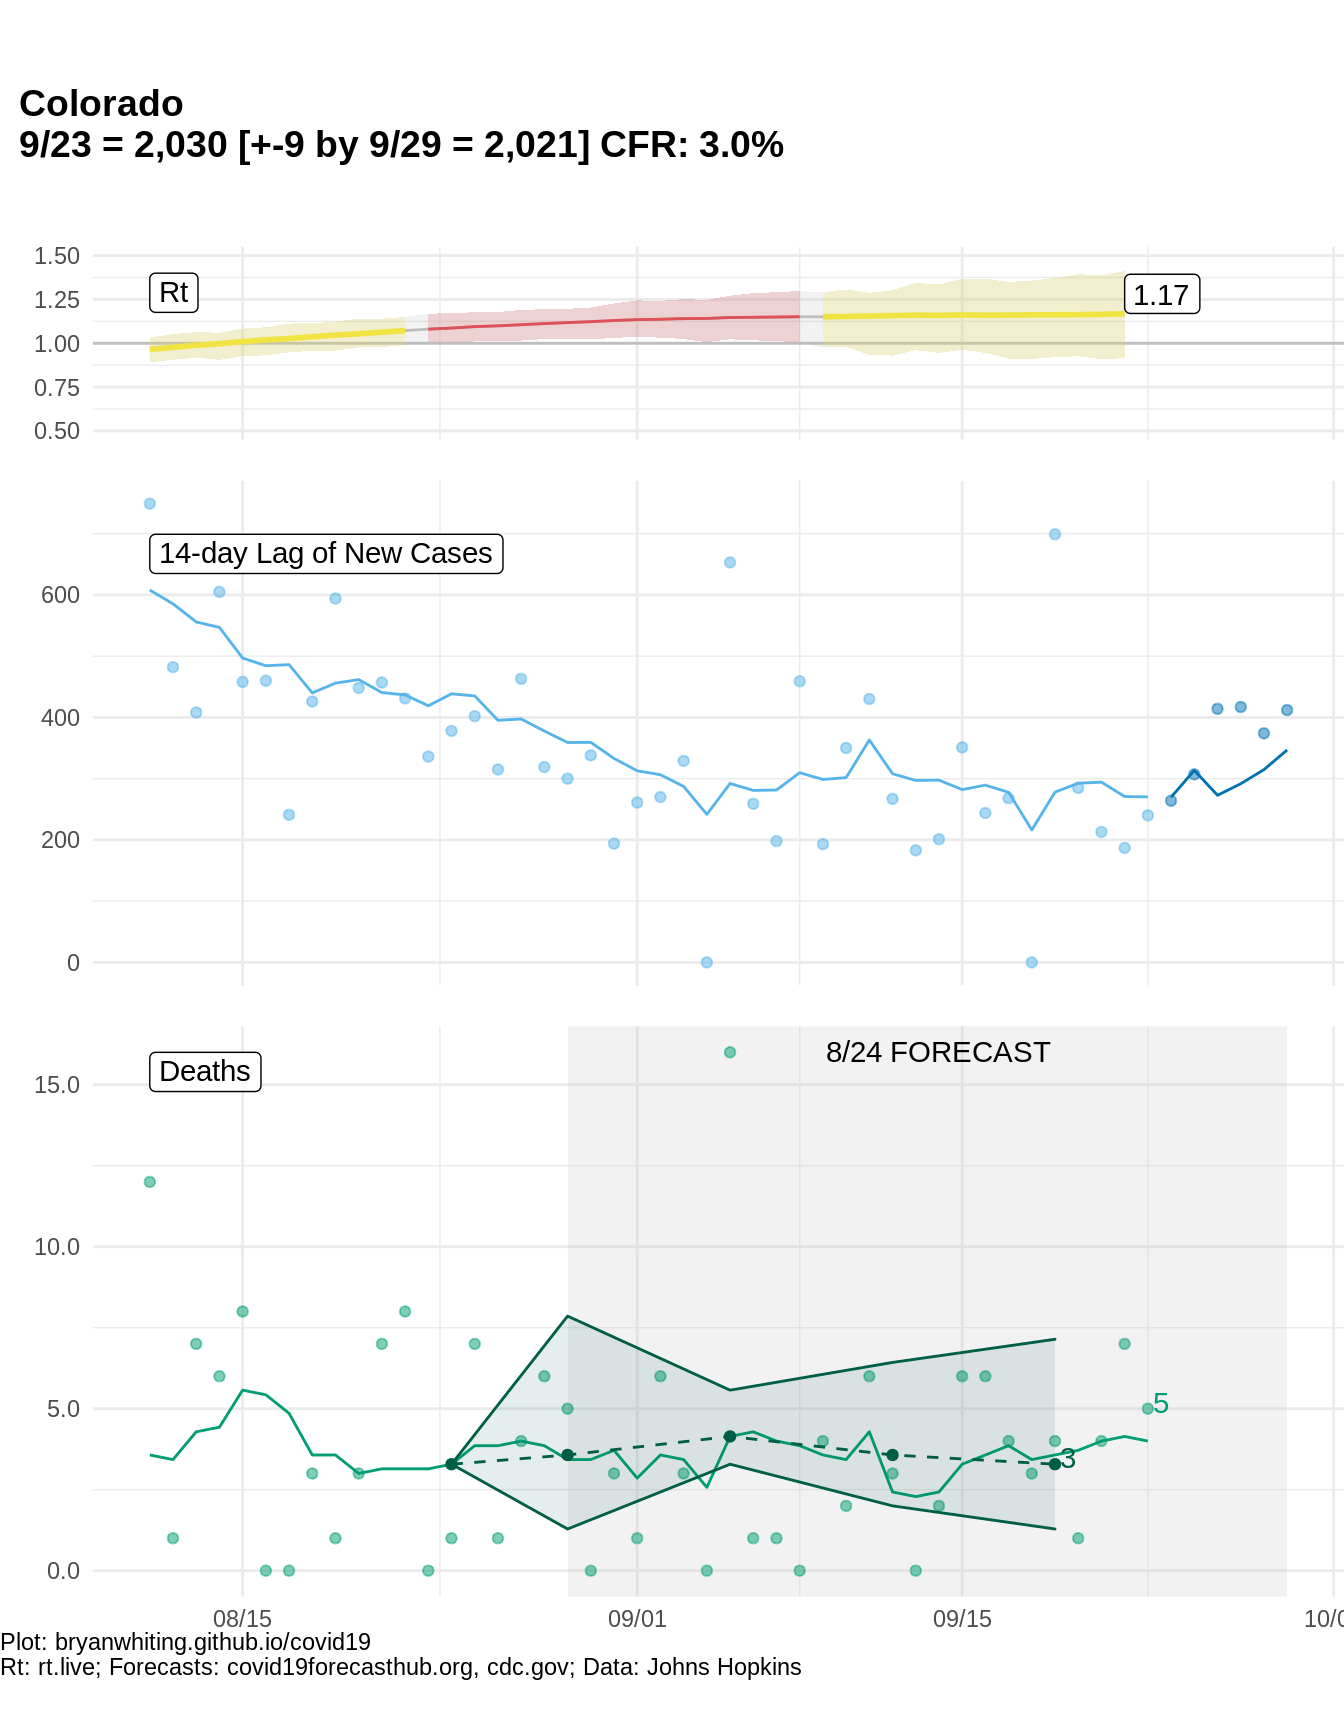 Colorado
9/23 = 2,030 [+-9 by 9/29 = 2,021] CFR: 3.0%
1.50
Rt
1.17
1.25
1.00
0.75
0.50
14-day Lag of New Cases
600
400
200
0
8/24 FORECAST
Deaths
15.0
10.0
5.0
5
3
0.0
08/15 09/01 09/15 10/0
Plot: bryanwhiting.github.io/covid19
Rt: rt.live; Forecasts: covid19forecasthub.org, cdc.gov; Data: Johns Hopkins